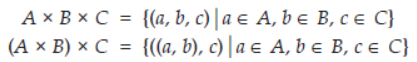 A × B × C = {(a, b, c) | a ∈ A, b ∈ B, c ∈ C}
(A × B) × C = {((a, b), c) | a ∈ A, b ∈ B, c ∈ C}